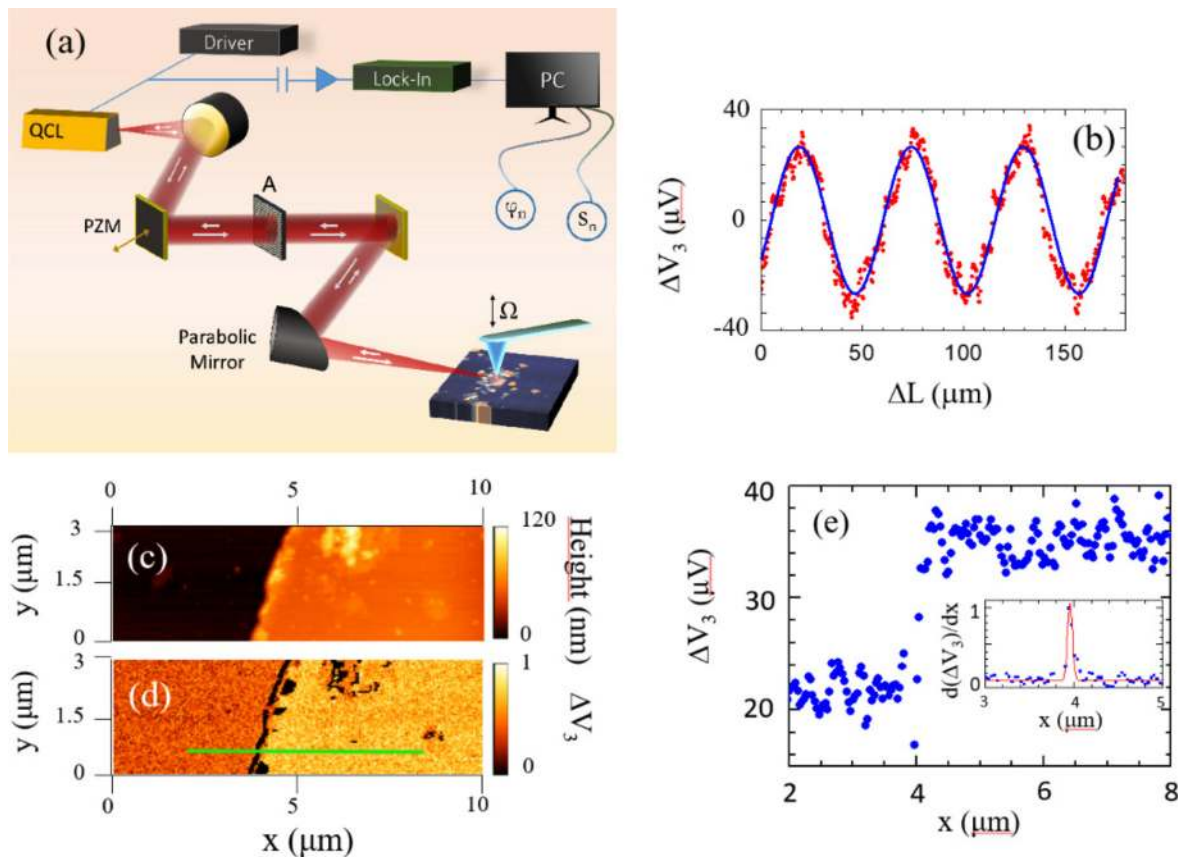 (a)
Driver
Lock-In
PC
QCL
A
PZM
φn
Sn
Ω
Parabolic
Mirror
(b)
ΔV3 (μV)
40
0
-40
0 50 100 150
ΔL (μm)
0 5 10
(c)
y (μm)
3
1.5
0
120
0
Height (nm)
(d)
y (μm)
3
1.5
0
1
0
ΔV3
0 5 10
x (μm)
(e)
ΔV3 (μV)
40
30
20
2 4 6 8
x (μm)
d(ΔV3)/dx
1
0
3 4 5
x (μm)